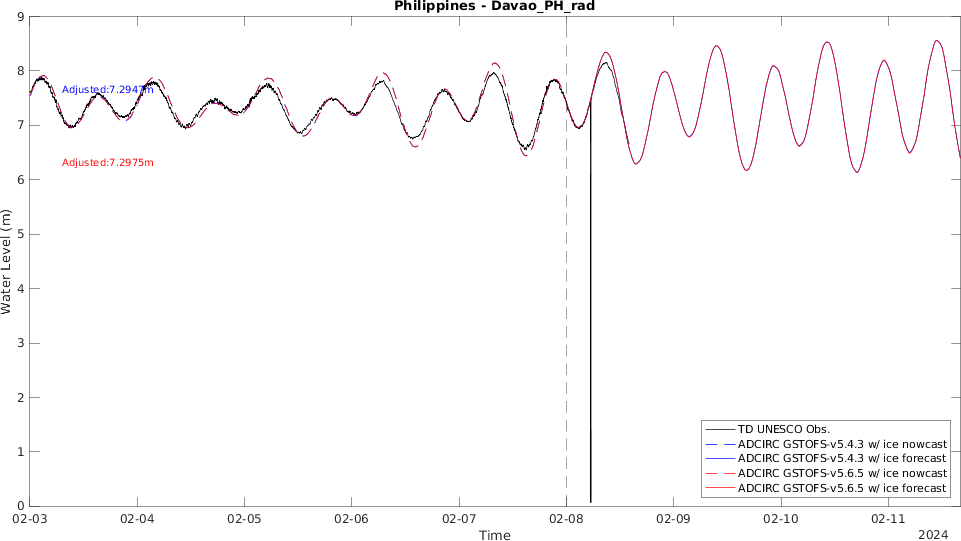 Philippines - Davao_PH_rad
9
8
7
6
5
4
3
2
1
0
Water Level (m)
Adjusted:7.2947m
Adjusted:7.2975m
TD UNESCO Obs.
ADCIRC GSTOFS-v5.4.3 w/ ice nowcast
ADCIRC GSTOFS-v5.4.3 w/ ice forecast
ADCIRC GSTOFS-v5.6.5 w/ ice nowcast
ADCIRC GSTOFS-v5.6.5 w/ ice forecast
02-03 02-04 02-05 02-06 02-07 02-08 02-09 02-10 02-11
Time
2024